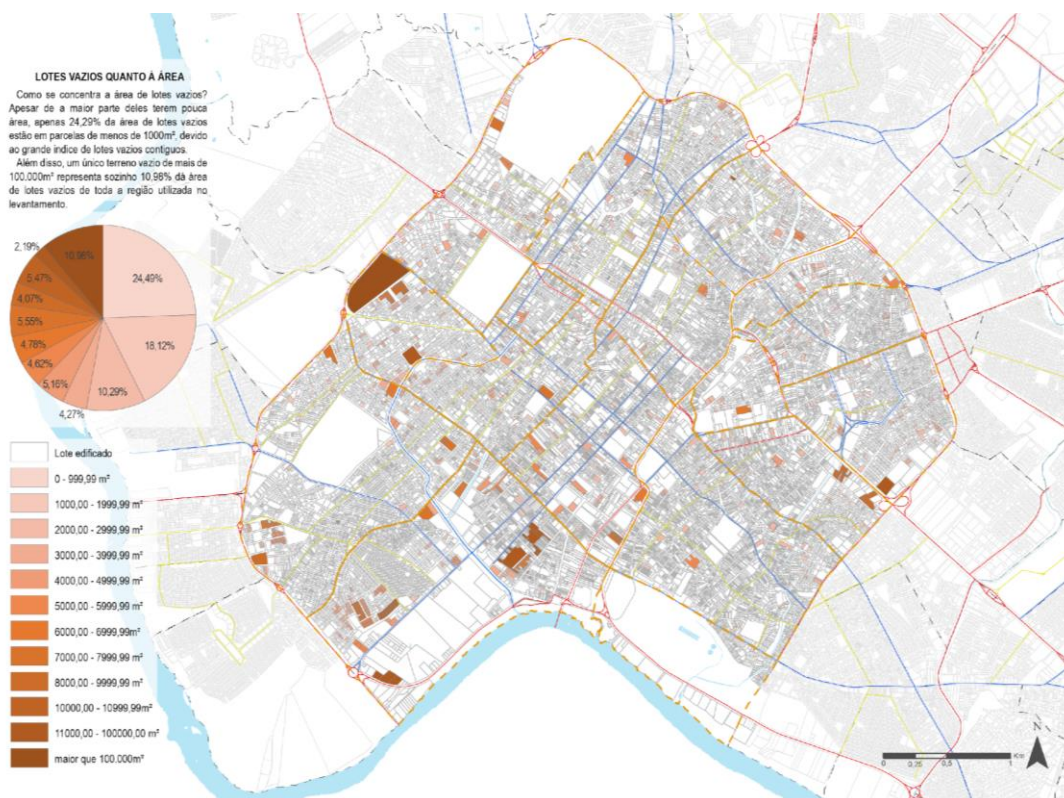 LOTES VAZIOS QUANTO À ÁREA
Como se concentra a área de lotes vazios?
Apesar de a maior parte deles terem pouca
área, apenas 24,29% da área de lotes vazios
estão em parcelas de menos de 1000m², devido
ao grande índice de lotes vazios contíguos.
Além disso, um único terreno vazio de mais de
100.000m² representa sozinho 10,98% da área
de lotes vazios de toda a região utilizada no
levantamento.
2,19%
10,98%
5,47%
4,07%
5,55%
4,78%
4,62%
5,16%
4,27%
10,29%
18,12%
24,49%
Lote edificado
0 - 999,99 m²
1000,00 - 1999,99 m²
2000,00 - 2999,99 m²
3000,00 - 3999,99 m²
4000,00 - 4999,99 m²
5000,00 - 5999,99 m²
6000,00 - 6999,99m²
7000,00 - 7999,99 m²
8000,00 - 9999,99 m²
10000,00 - 10999,99m²
11000,00 - 100000,00 m²
maior que 100.000m²
N
0 0,25 0,5 1 Km